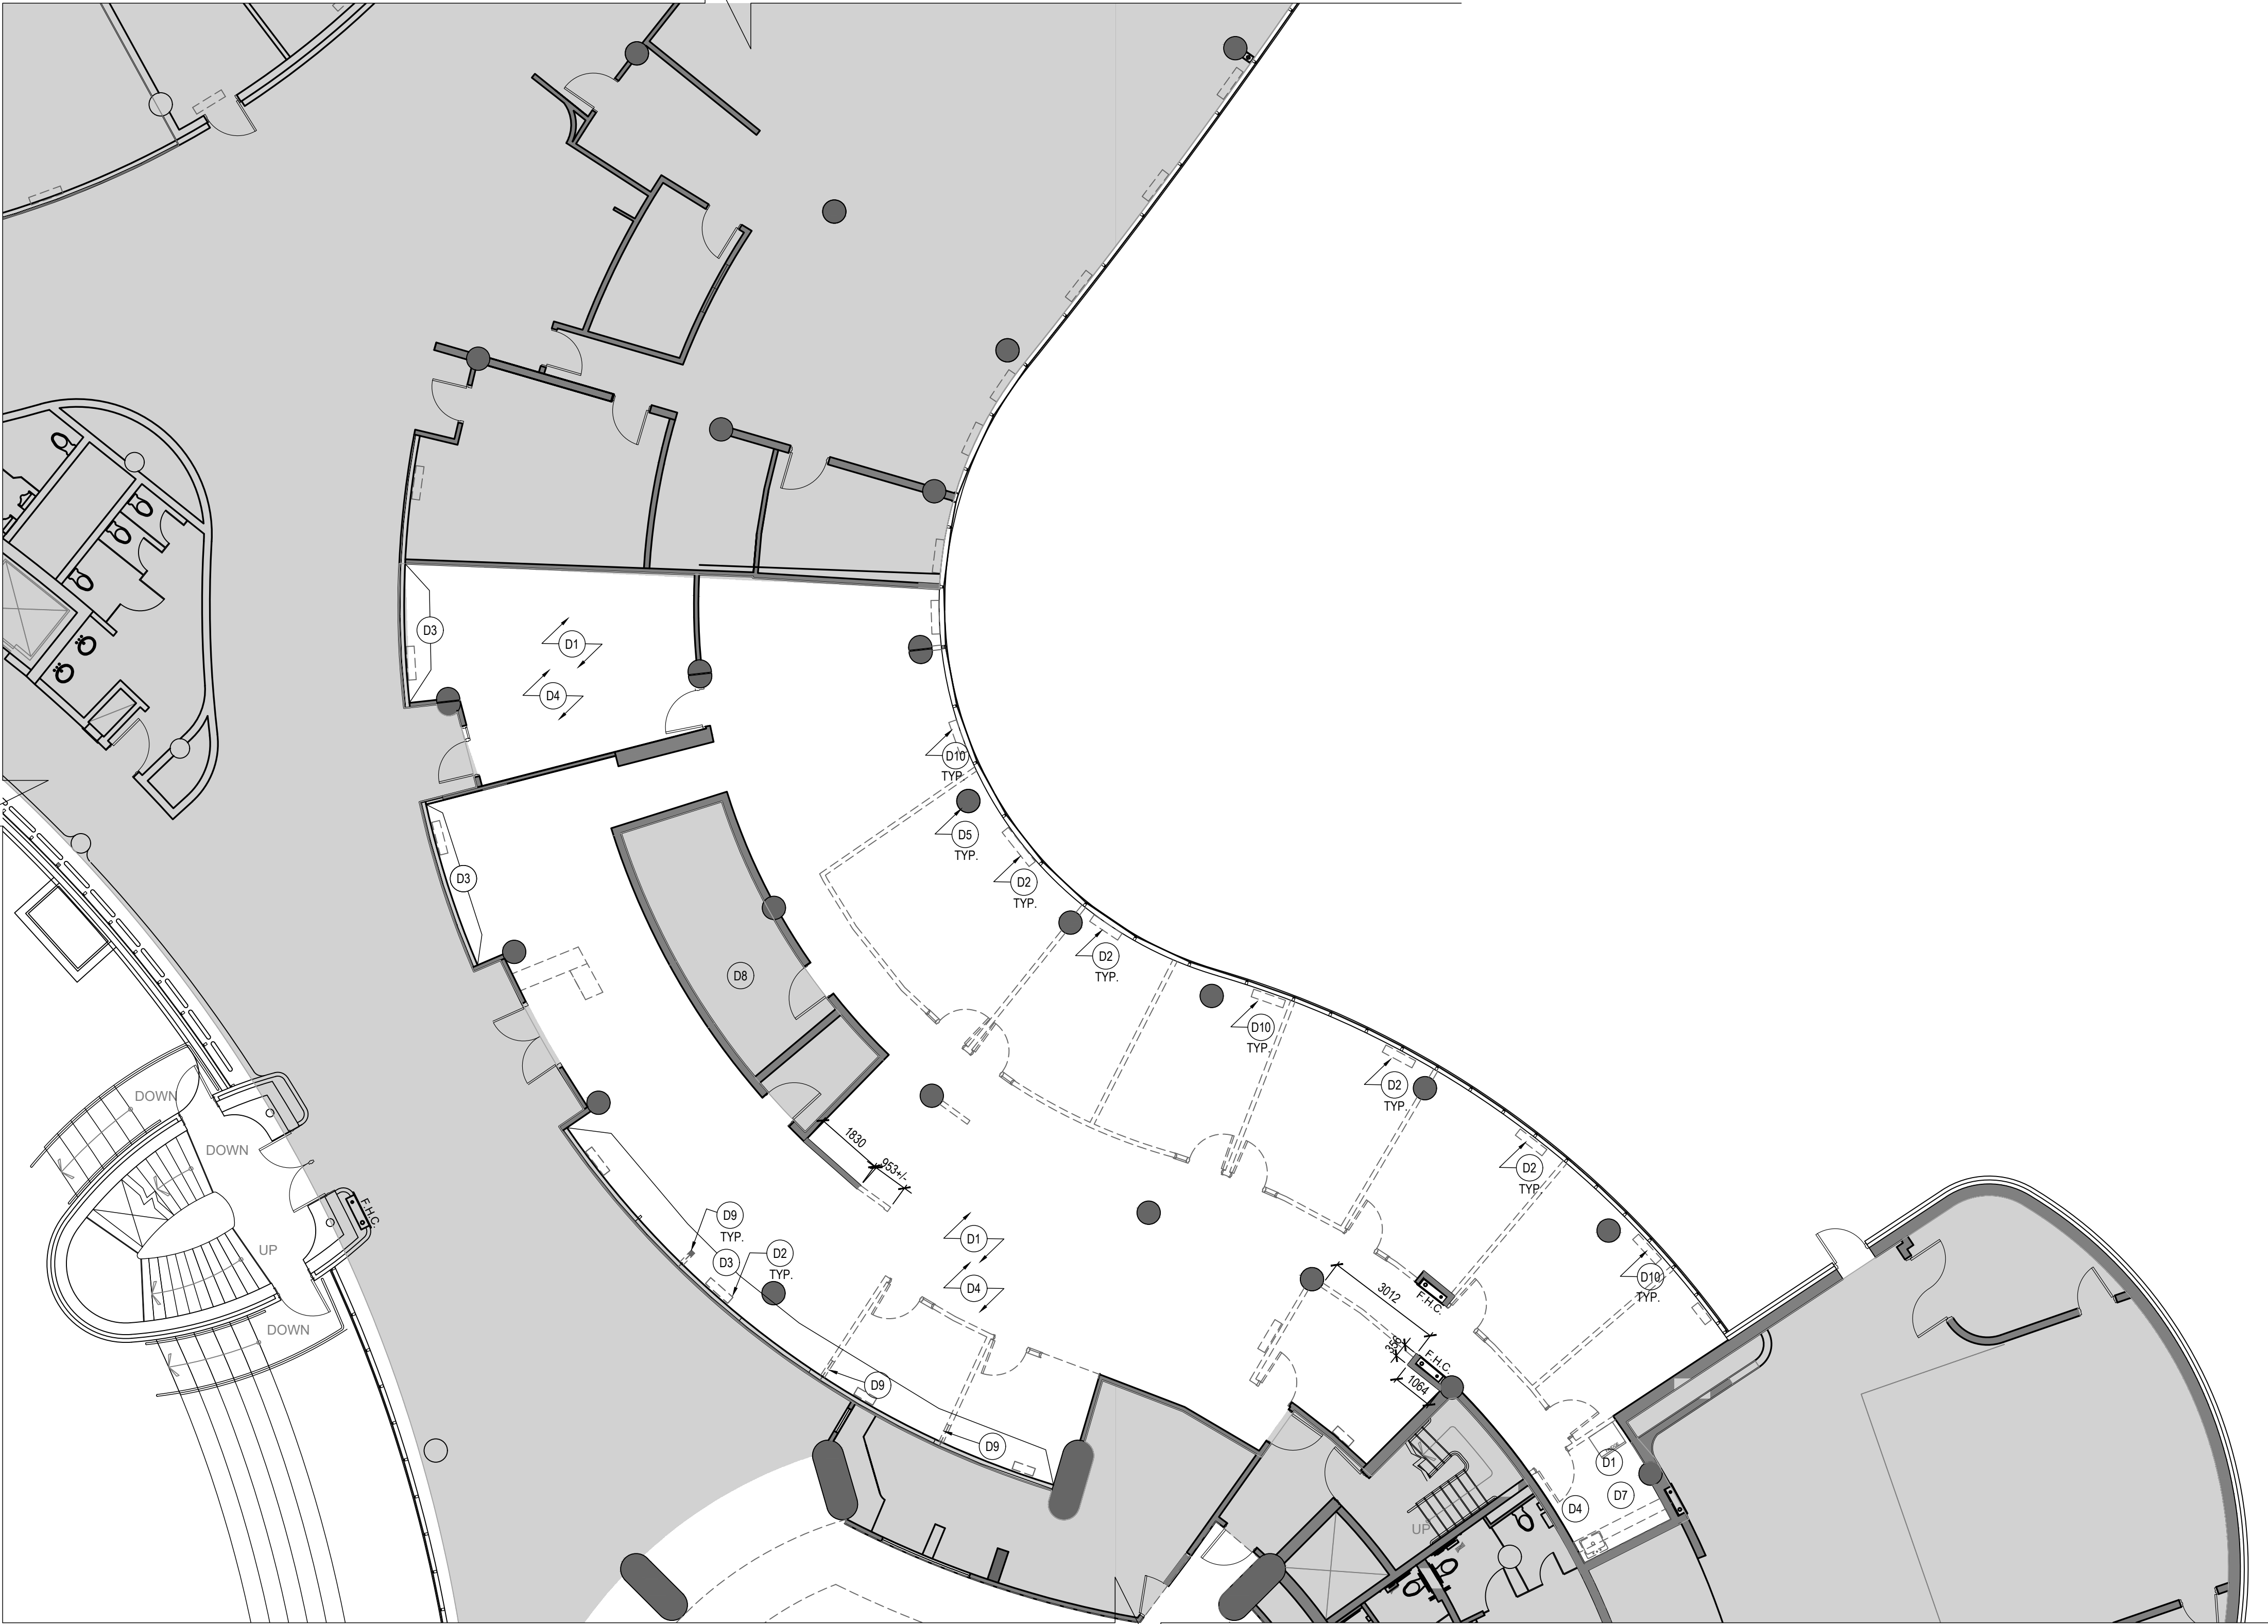 D3
D1
D4
D10
TYP.
D5
TYP.
D2
TYP.
D3
D2
TYP.
D8
D10
TYP.
D2
TYP.
DOWN
DOWN
1830
953+/-
D2
TYP.
F.H.C.
D9
TYP.
D1
UP
D3
D2
TYP.
D10
TYP.
D4
3012
F.H.C.
DOWN
356
F.H.C.
D9
1064
D9
D1
D7
D4
UP